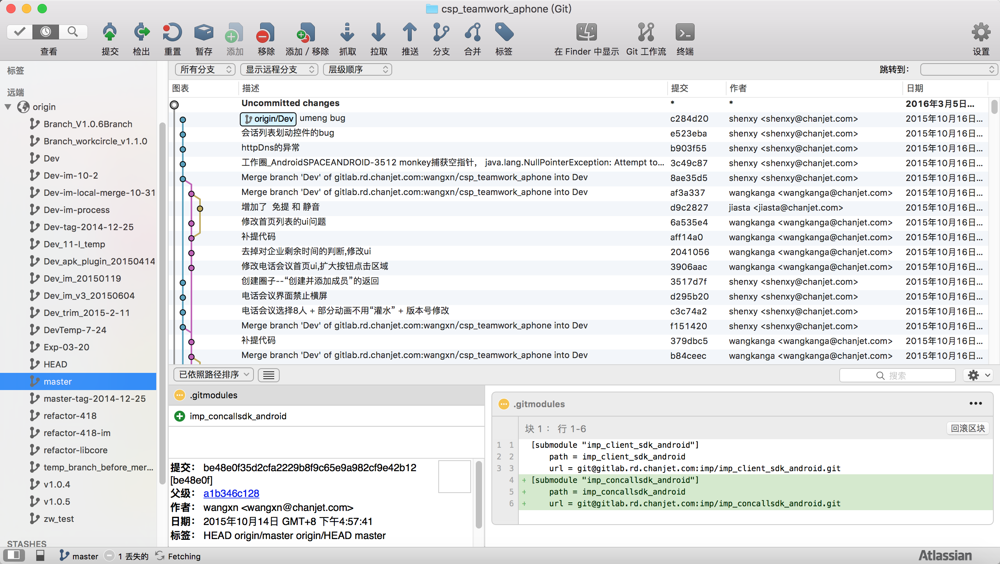 csp_teamwork_aphone (Git)
查看 提交 检出 重置 暂存 添加 移除 添加 / 移除 抓取 拉取 推送 分支 合并 标签 在 Finder 中显示 Git 工作流 终端 设置
标签
远端
origin
Branch_V1.0.6Branch
Branch_workcircle_v1.1.0
Dev
Dev-im-10-2
Dev-im-local-merge-10-31
Dev-im-process
Dev-tag-2014-12-25
Dev_11-l_temp
Dev_apk_plugin_20150414
Dev_im_20150119
Dev_im_v3_20150604
Dev_trim_2015-2-11
DevTemp-7-24
Exp-03-20
HEAD
master
master-tag-2014-12-25
refactor-418
refactor-418-im
refactor-libcore
temp_branch_before_mer...
v1.0.4
v1.0.5
zw_test
STASHES
所有分支 显示远程分支 层级顺序 跳转到：
图表 描述 提交 作者 日期
Uncommitted changes * * 2016年3月5日...
origin/Dev umeng bug c284d20 shenxy <shenxy@chanjet.com> 2015年10月16日...
会话列表划动控件的bug e523eba shenxy <shenxy@chanjet.com> 2015年10月16日...
httpDns的异常 b903f55 shenxy <shenxy@chanjet.com> 2015年10月16日...
工作圈_AndroidSPACEANDROID-3512 monkey捕获空指针， java.lang.NullPointerException: Attempt to... 3c49c87 shenxy <shenxy@chanjet.com> 2015年10月16日...
Merge branch 'Dev' of gitlab.rd.chanjet.com:wangxn/csp_teamwork_aphone into Dev 8ae35d5 shenxy <shenxy@chanjet.com> 2015年10月16日...
Merge branch 'Dev' of gitlab.rd.chanjet.com:wangxn/csp_teamwork_aphone into Dev af3a337 wangkanga <wangkanga@chanjet.com> 2015年10月16日...
增加了 免提 和 静音 d9c2827 jiasta <jiasta@chanjet.com> 2015年10月16日...
修改首页列表的ui问题 6a535e4 wangkanga <wangkanga@chanjet.com> 2015年10月16日...
补提代码 aff14a0 wangkanga <wangkanga@chanjet.com> 2015年10月16日...
去掉对企业剩余时间的判断,修改ui 2041056 wangkanga <wangkanga@chanjet.com> 2015年10月16日...
修改电话会议首页ui,扩大按钮点击区域 3906aac wangkanga <wangkanga@chanjet.com> 2015年10月16日...
创建圈子--“创建并添加成员”的返回 3517d7f shenxy <shenxy@chanjet.com> 2015年10月16日...
电话会议界面禁止横屏 d295b20 shenxy <shenxy@chanjet.com> 2015年10月16日...
电话会议选择8人 + 部分动画不用“灌水” + 版本号修改 c3c74a2 shenxy <shenxy@chanjet.com> 2015年10月16日...
Merge branch 'Dev' of gitlab.rd.chanjet.com:wangxn/csp_teamwork_aphone into Dev f151420 shenxy <shenxy@chanjet.com> 2015年10月16日...
补提代码 379dbc5 wangkanga <wangkanga@chanjet.com> 2015年10月16日...
Merge branch 'Dev' of gitlab.rd.chanjet.com:wangxn/csp_teamwork_aphone into Dev b84ceec wangkanga <wangkanga@chanjet.com> 2015年10月16日...
已依照路径排序 搜索
.gitmodules
imp_concallsdk_android
提交： be48e0f35d2cfa2229b8f9c65e9a982cf9e42b12
[be48e0f]
父级： a1b346c128
作者： wangxn <wangxn@chanjet.com>
日期： 2015年10月14日 GMT+8 下午4:57:41
标签： HEAD origin/master origin/HEAD master
.gitmodules
块 1： 行 1-6 回滚区块
1 1 [submodule "imp_client_sdk_android"]
2 2 path = imp_client_sdk_android
3 3 url = git@gitlab.rd.chanjet.com:imp/imp_client_sdk_android.git
4 + [submodule "imp_concallsdk_android"]
5 + path = imp_concallsdk_android
6 + url = git@gitlab.rd.chanjet.com:imp/imp_concallsdk_android.git
master 1 丢失的 Fetching
Atlassian